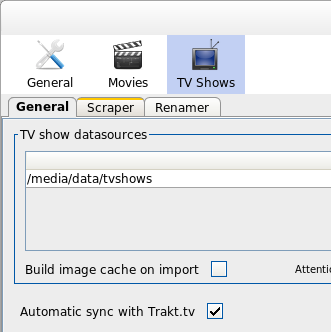 General Movies TV Shows
General Scraper Renamer
TV show datasources
/media/data/tvshows
Build image cache on import Attenti
Automatic sync with Trakt.tv